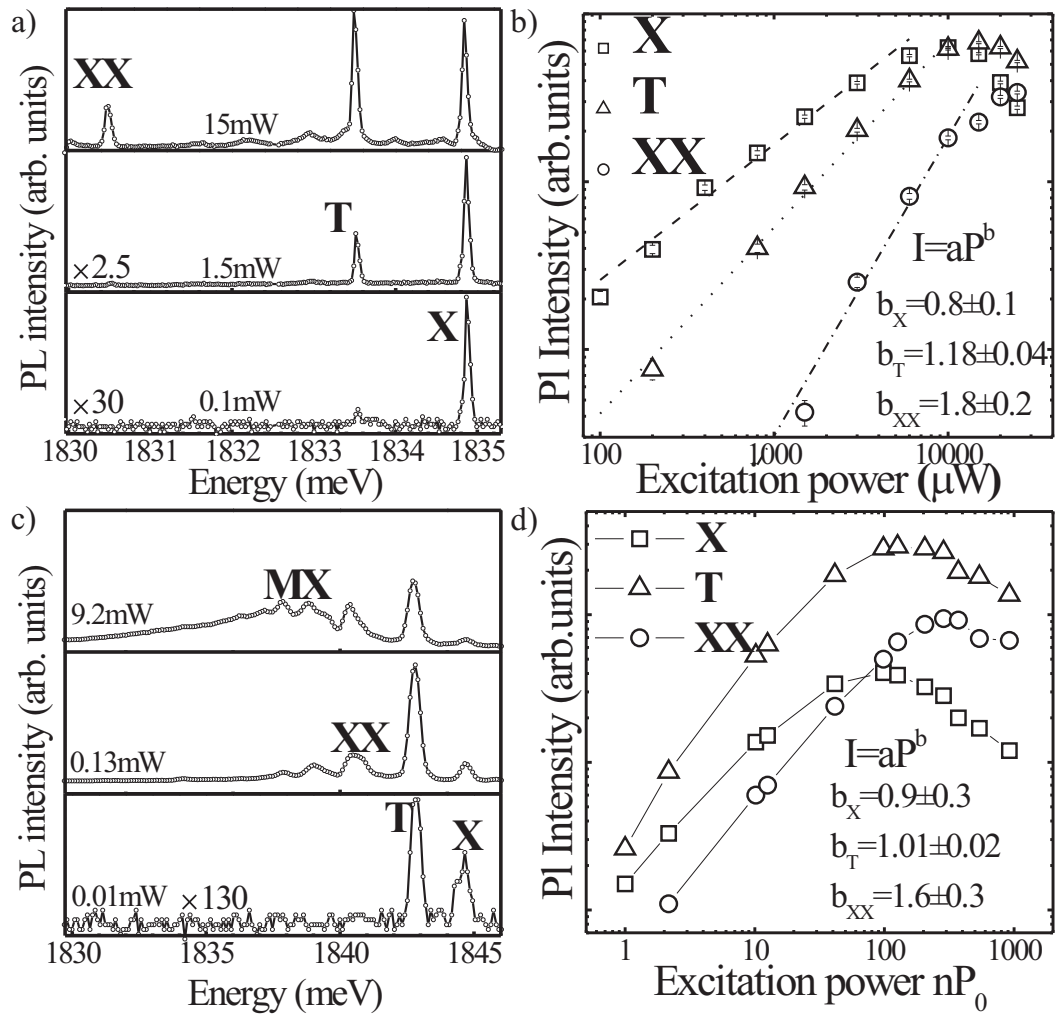 a)
XX
15mW
T
×2.5
1.5mW
X
×30
0.1mW
PL intensity (arb. units)
1830
1831
1832
1833
1834
1835
Energy (meV)
b)
X
T
XX
I=aP^b
b_X=0.8±0.1
b_T=1.18±0.04
b_XX=1.8±0.2
Pl Intensity (arb.units)
100
1000
10000
Excitation power (μW)
c)
MX
9.2mW
XX
0.13mW
T
X
0.01mW
×130
PL intensity (arb. units)
1830
1835
1840
1845
Energy (meV)
d)
X
T
XX
I=aP^b
b_X=0.9±0.3
b_T=1.01±0.02
b_XX=1.6±0.3
Pl Intensity (arb.units)
1
10
100
1000
Excitation power nP_0